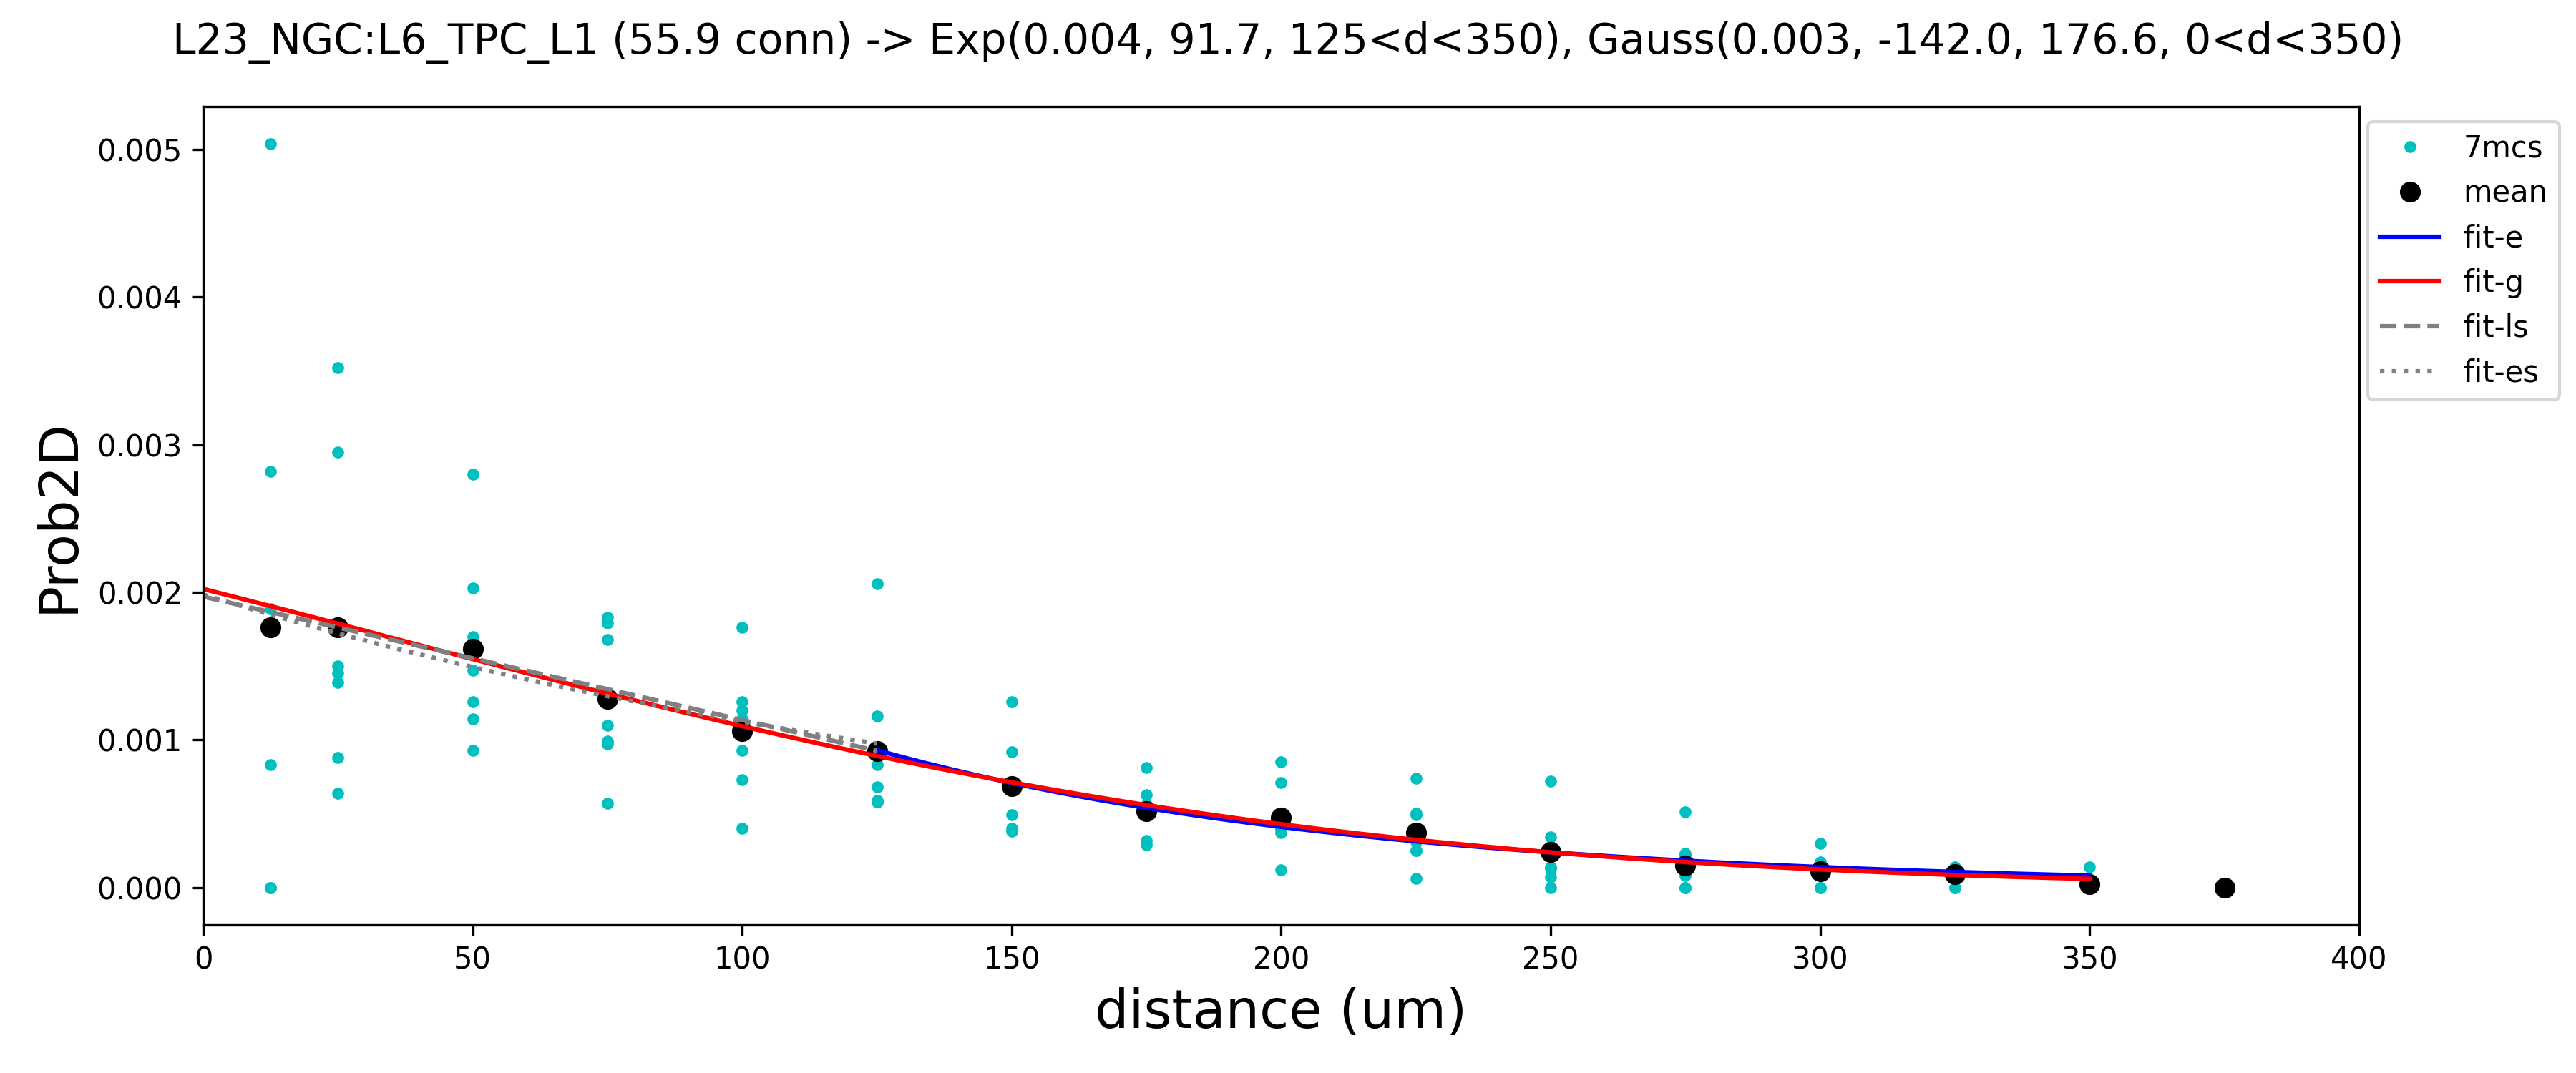 L23_NGC:L6_TPC_L1 (55.9 conn) -> Exp(0.004, 91.7, 125<d<350), Gauss(0.003, -142.0, 176.6, 0<d<350)
0.005
0.004
0.003
0.002
0.001
0.000
Prob2D
0 50 100 150 200 250 300 350 400
distance (um)
7mcs
mean
fit-e
fit-g
fit-ls
fit-es